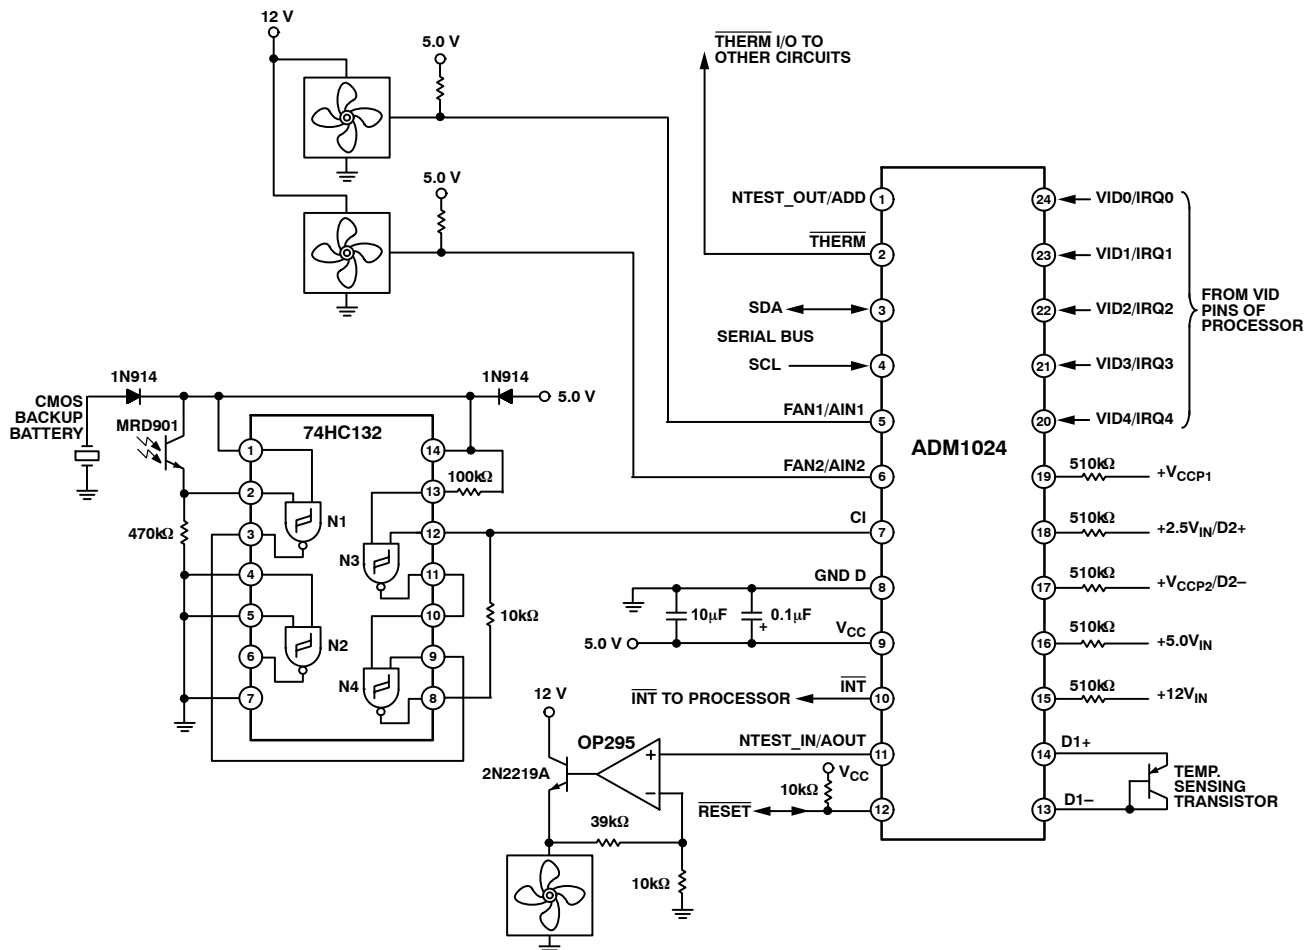 12 V
5.0 V
THERM I/O TO
OTHER CIRCUITS
5.0 V
NTEST_OUT/ADD
1
24
VID0/IRQ0
THERM
2
23
VID1/IRQ1
SDA
3
22
VID2/IRQ2
FROM VID
PINS OF
PROCESSOR
SERIAL BUS
SCL
4
21
VID3/IRQ3
FAN1/AIN1
5
20
VID4/IRQ4
ADM1024
FAN2/AIN2
6
19
510kΩ
+VCCP1
CI
7
18
510kΩ
+2.5VIN/D2+
GND D
8
17
510kΩ
+VCCP2/D2–
10µF
0.1µF
+
VCC
5.0 V
9
16
510kΩ
+5.0VIN
INT TO PROCESSOR
INT
10
15
510kΩ
+12VIN
NTEST_IN/AOUT
11
14
D1+
VCC
10kΩ
RESET
12
13
D1–
TEMP.
SENSING
TRANSISTOR
1N914
1N914
5.0 V
CMOS
BACKUP
BATTERY
MRD901
74HC132
1
14
100kΩ
2
13
N1
470kΩ
3
12
N3
4
11
5
10
10kΩ
N2
6
9
N4
7
8
12 V
OP295
+
–
2N2219A
39kΩ
10kΩ